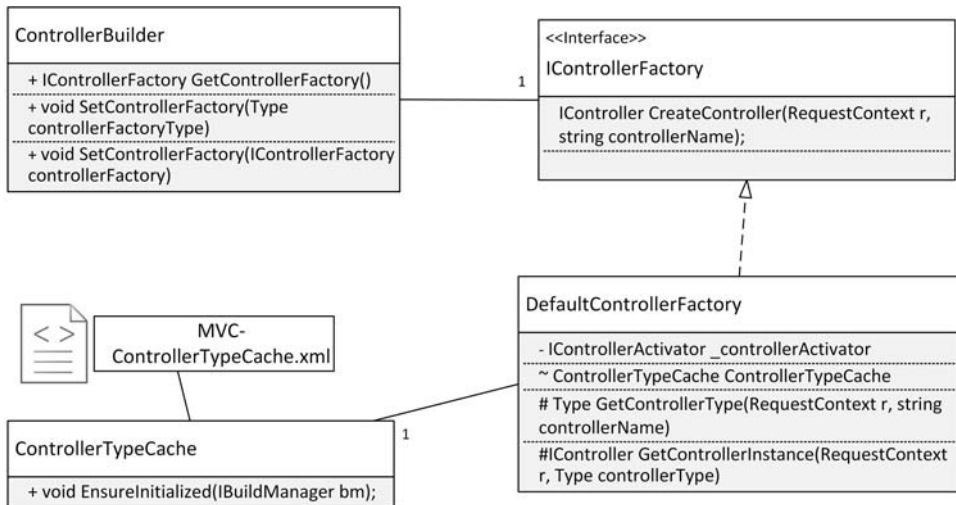 ControllerBuilder
+ IControllerFactory GetControllerFactory()
+ void SetControllerFactory(Type
controllerFactoryType)
+ void SetControllerFactory(IControllerFactory
controllerFactory)
1
<<Interface>>
IControllerFactory
IController CreateController(RequestContext r,
string controllerName);
MVC-
ControllerTypeCache.xml
DefaultControllerFactory
- IControllerActivator _controllerActivator
~ ControllerTypeCache ControllerTypeCache
# Type GetControllerType(RequestContext r, string
controllerName)
#IController GetControllerInstance(RequestContext
r, Type controllerType)
1
ControllerTypeCache
+ void EnsureInitialized(IBuildManager bm);